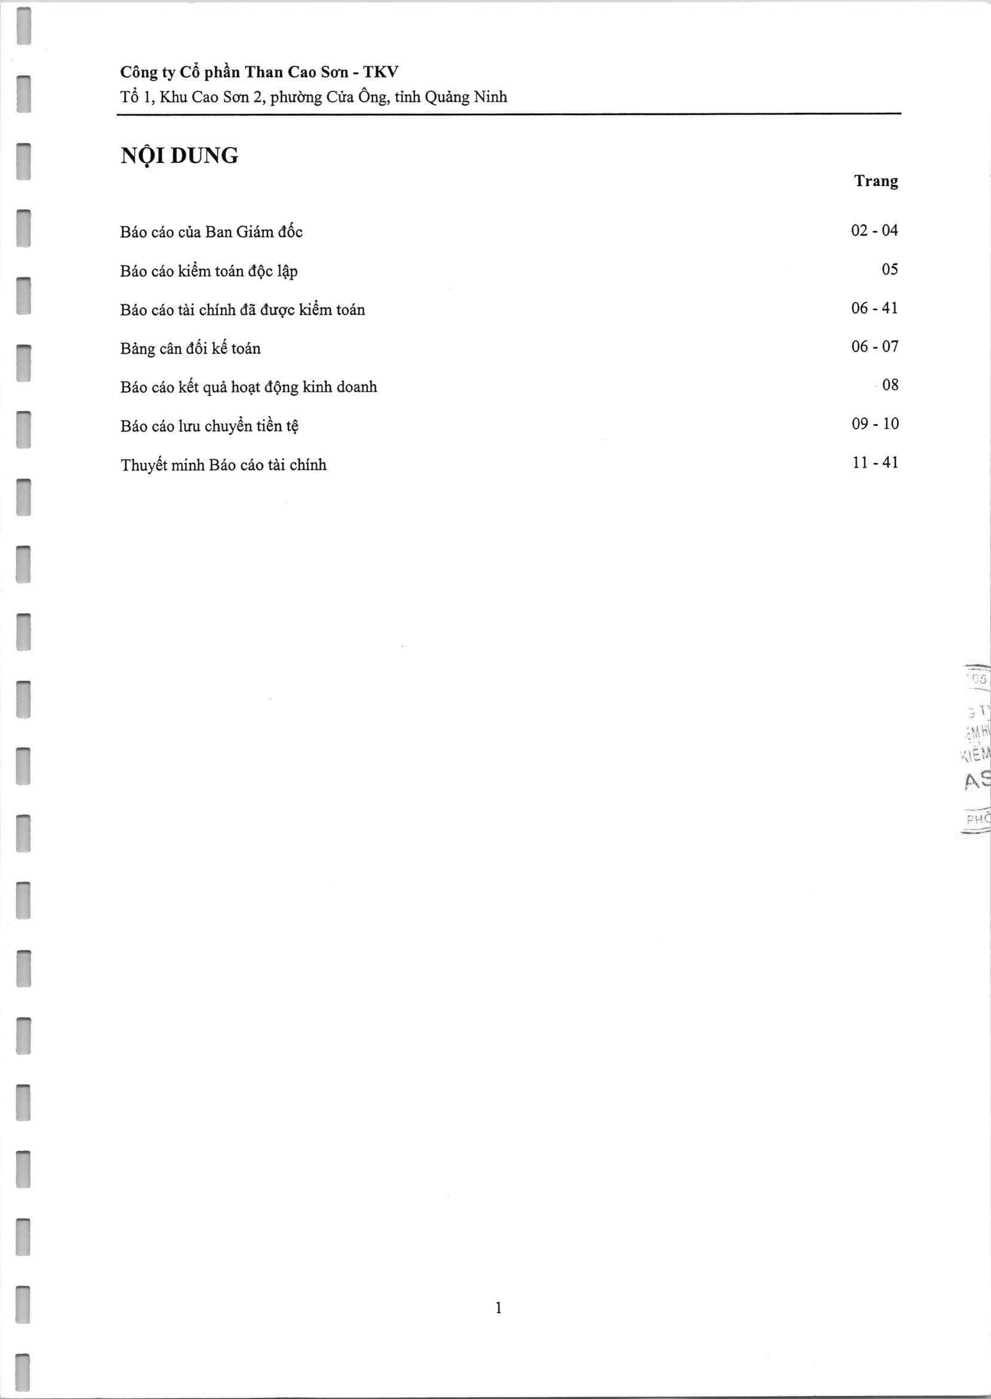 Công ty Cổ phần Than Cao Sơn - TKV
Tổ 1, Khu Cao Sơn 2, phường Cửa Ông, tỉnh Quảng Ninh
NỘI DUNG
Trang
Báo cáo của Ban Giám đốc 02 - 04
Báo cáo kiểm toán độc lập 05
Báo cáo tài chính đã được kiểm toán 06 - 41
Bảng cân đối kế toán 06 - 07
Báo cáo kết quả hoạt động kinh doanh 08
Báo cáo lưu chuyển tiền tệ 09 - 10
Thuyết minh Báo cáo tài chính 11 - 41
AS
1